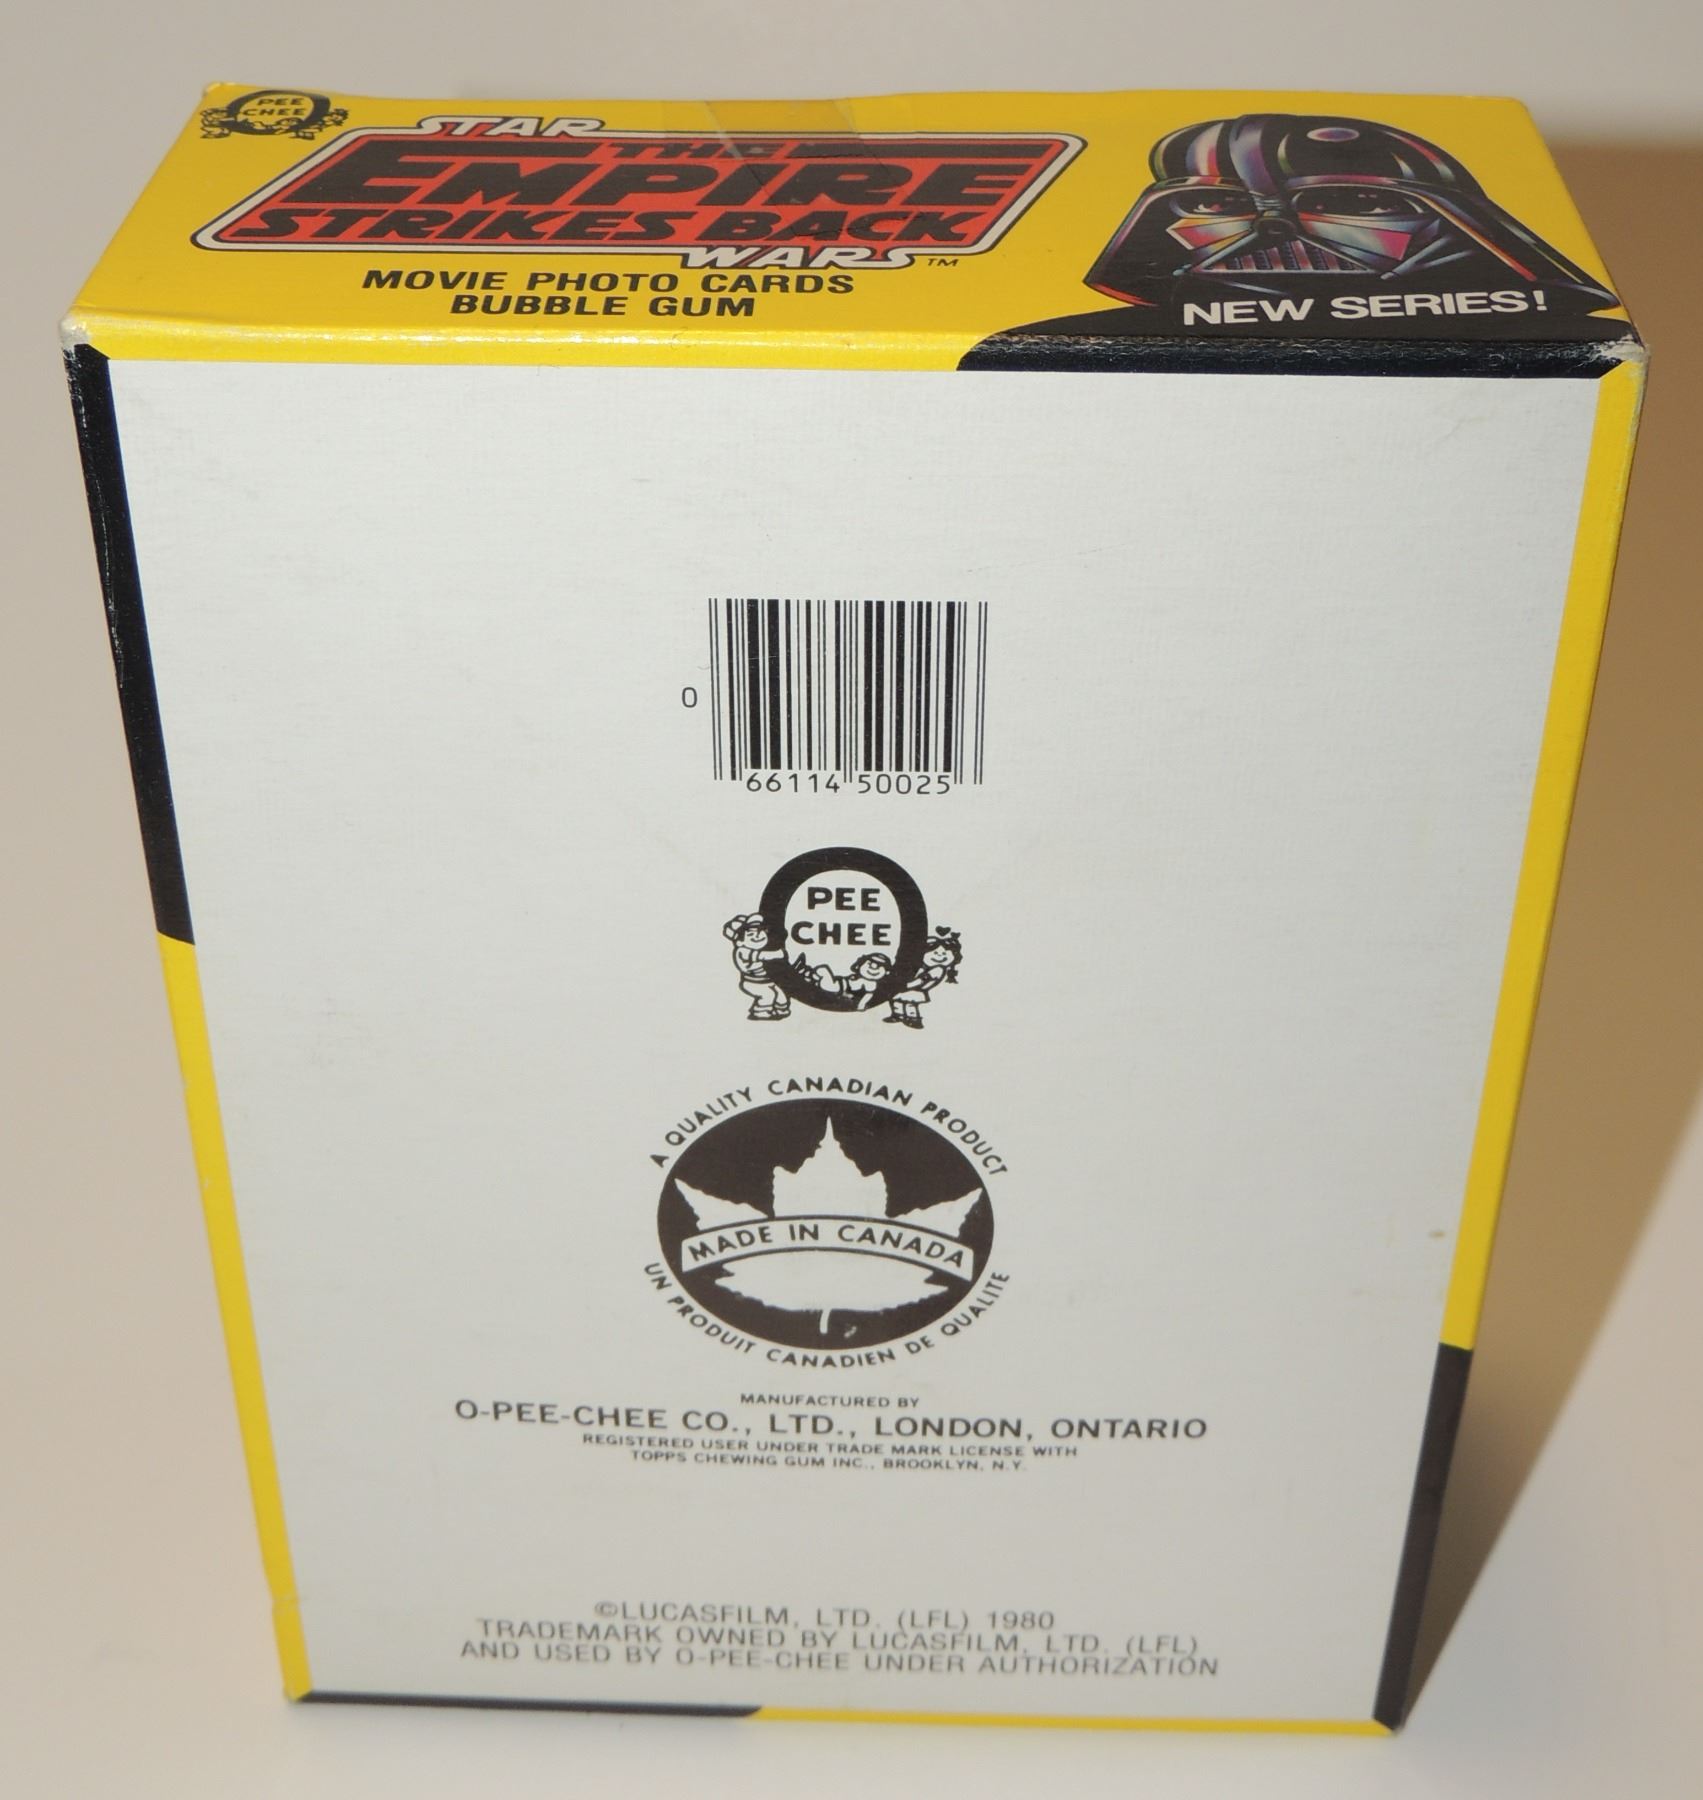 PEE
CHEE
STAR
THE
EMPIRE
STRIKES BACK
WARS TM
MOVIE PHOTO CARDS
BUBBLE GUM
NEW SERIES!
0 66114 50025
PEE
CHEE
A QUALITY CANADIAN PRODUCT
MADE IN CANADA
UN PRODUIT CANADIEN DE QUALITE
MANUFACTURED BY
O-PEE-CHEE CO., LTD., LONDON, ONTARIO
REGISTERED USER UNDER TRADE MARK LICENSE WITH
TOPPS CHEWING GUM INC., BROOKLYN, N.Y.
©LUCASFILM, LTD. (LFL) 1980
TRADEMARK OWNED BY LUCASFILM, LTD. (LFL)
AND USED BY O-PEE-CHEE UNDER AUTHORIZATION